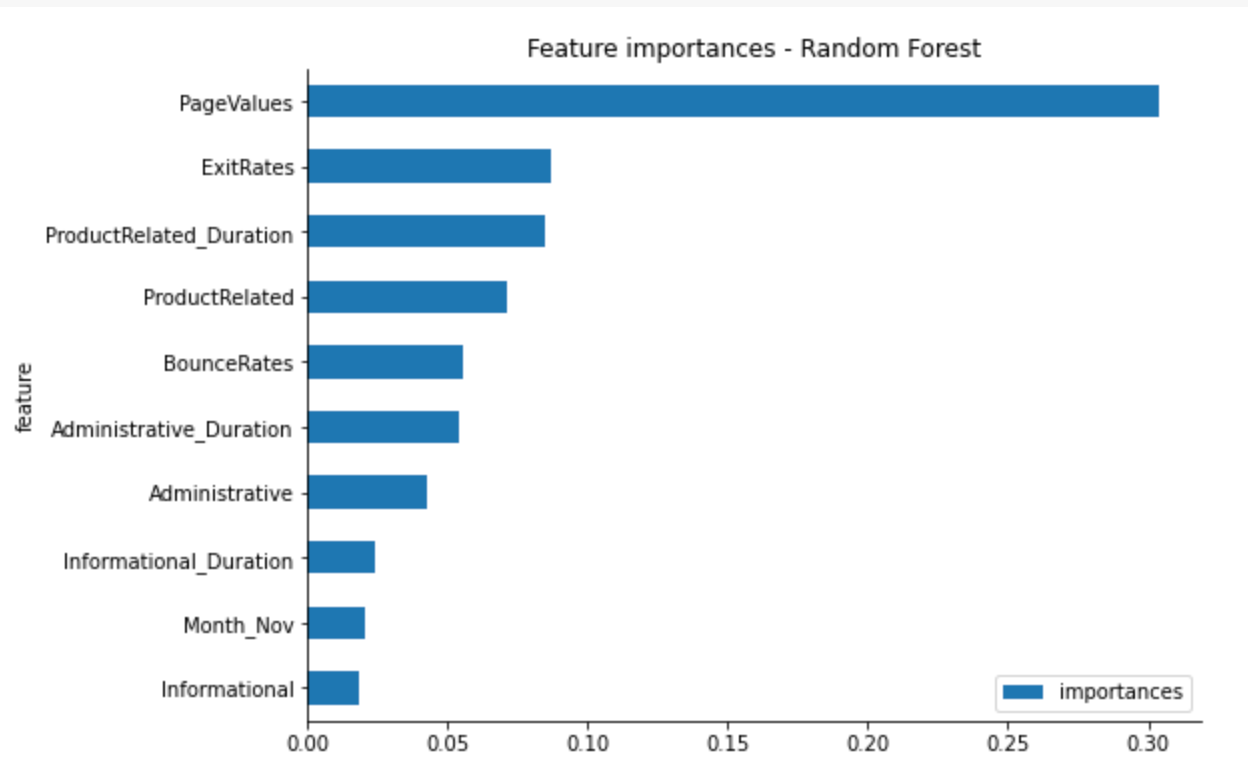 Feature importances - Random Forest
feature
PageValues
ExitRates
ProductRelated_Duration
ProductRelated
BounceRates
Administrative_Duration
Administrative
Informational_Duration
Month_Nov
Informational
importances
0.00 0.05 0.10 0.15 0.20 0.25 0.30